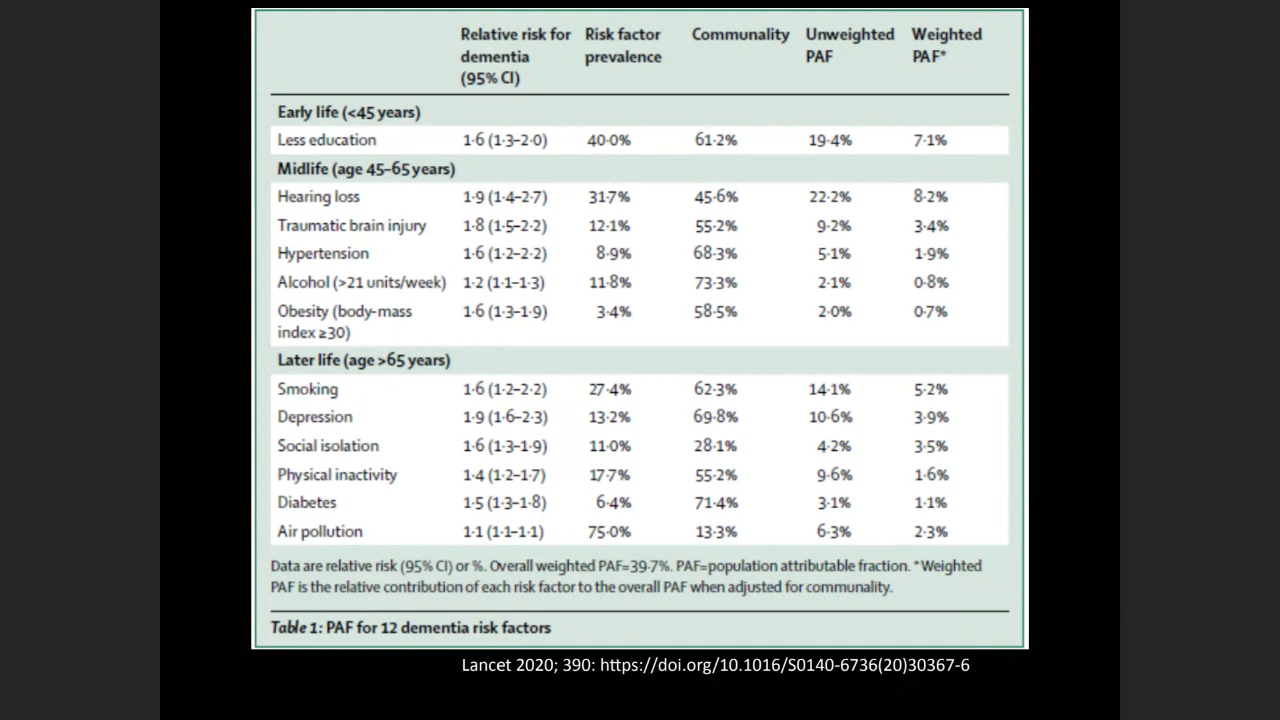 Relative risk for dementia (95% CI) Risk factor prevalence Communality Unweighted PAF Weighted PAF*
Early life (<45 years)
Less education 1·6 (1·3–2·0) 40·0% 61·2% 19·4% 7·1%
Midlife (age 45–65 years)
Hearing loss 1·9 (1·4–2·7) 31·7% 45·6% 22·2% 8·2%
Traumatic brain injury 1·8 (1·5–2·2) 12·1% 55·2% 9·2% 3·4%
Hypertension 1·6 (1·2–2·2) 8·9% 68·3% 5·1% 1·9%
Alcohol (>21 units/week) 1·2 (1·1–1·3) 11·8% 73·3% 2·1% 0·8%
Obesity (body-mass 1·6 (1·3–1·9) 3·4% 58·5% 2·0% 0·7%
index ≥30)
Later life (age >65 years)
Smoking 1·6 (1·2–2·2) 27·4% 62·3% 14·1% 5·2%
Depression 1·9 (1·6–2·3) 13·2% 69·8% 10·6% 3·9%
Social isolation 1·6 (1·3–1·9) 11·0% 28·1% 4·2% 3·5%
Physical inactivity 1·4 (1·2–1·7) 17·7% 55·2% 9·6% 1·6%
Diabetes 1·5 (1·3–1·8) 6·4% 71·4% 3·1% 1·1%
Air pollution 1·1 (1·1–1·1) 75·0% 13·3% 6·3% 2·3%
Data are relative risk (95% CI) or %. Overall weighted PAF=39·7%. PAF=population attributable fraction. *Weighted
PAF is the relative contribution of each risk factor to the overall PAF when adjusted for communality.
Table 1: PAF for 12 dementia risk factors
Lancet 2020; 390: https://doi.org/10.1016/S0140-6736(20)30367-6